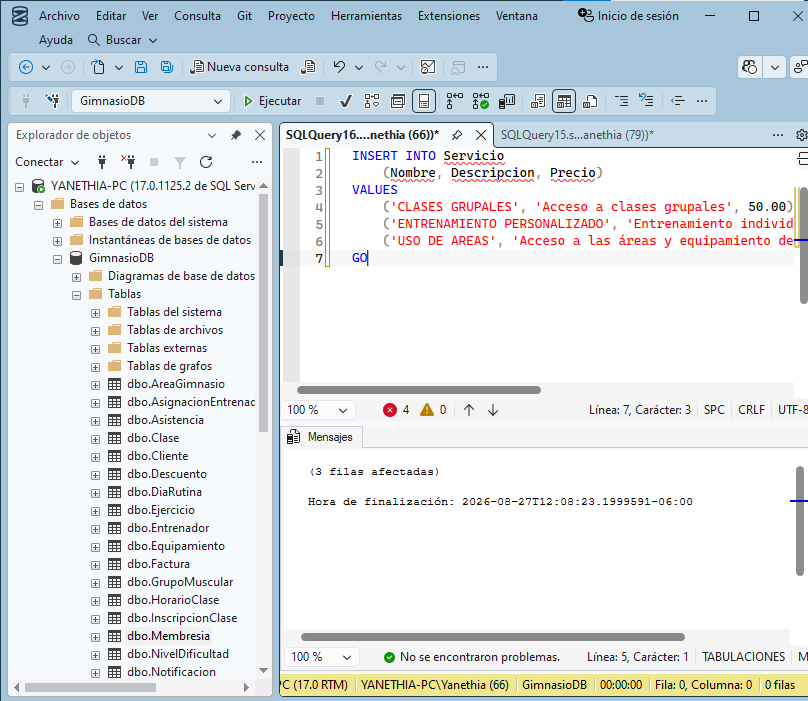 Archivo Editar Ver Consulta Git Proyecto Herramientas Extensiones Ventana Inicio de sesión
Ayuda Buscar
Nueva consulta
GimnasioDB Ejecutar
Explorador de objetos
Conectar
YANETHIA-PC (17.0.1125.2 de SQL Serv
Bases de datos
Bases de datos del sistema
Instantáneas de bases de datos
GimnasioDB
Diagramas de base de datos
Tablas
Tablas del sistema
Tablas de archivos
Tablas externas
Tablas de grafos
dbo.AreaGimnasio
dbo.AsignacionEntrenad
dbo.Asistencia
dbo.Clase
dbo.Cliente
dbo.Descuento
dbo.DiaRutina
dbo.Ejercicio
dbo.Entrenador
dbo.Equipamiento
dbo.Factura
dbo.GrupoMuscular
dbo.HorarioClase
dbo.InscripcionClase
dbo.Membresia
dbo.NivelDificultad
dbo.Notificacion
SQLQuery16....nethia (66))* SQLQuery15.s...anethia (79))*
1 INSERT INTO Servicio
2 (Nombre, Descripcion, Precio)
3 VALUES
4 ('CLASES GRUPALES', 'Acceso a clases grupales', 50.00)
5 ('ENTRENAMIENTO PERSONALIZADO', 'Entrenamiento individ
6 ('USO DE AREAS', 'Acceso a las áreas y equipamiento de
7 GO
100 % 4 0 Línea: 7, Carácter: 3 SPC CRLF UTF-8
Mensajes
(3 filas afectadas)
Hora de finalización: 2026-08-27T12:08:23.1999591-06:00
100 % No se encontraron problemas. Línea: 5, Carácter: 1 TABULACIONES M
PC (17.0 RTM) YANETHIA-PC\Yanethia (66) GimnasioDB 00:00:00 Fila: 0, Columna: 0 0 filas